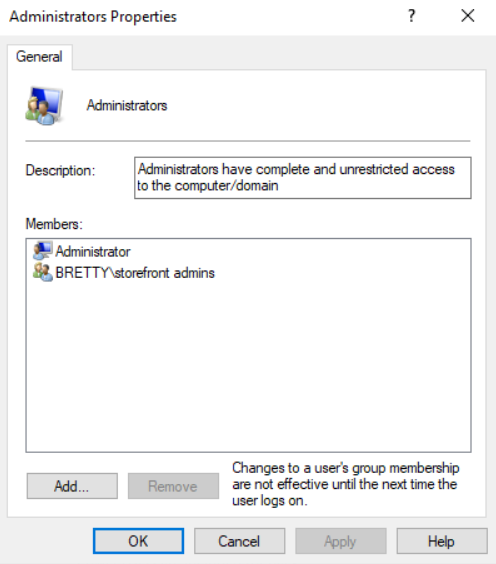 Administrators Properties
?
General
Administrators
Description:
Administrators have complete and unrestricted access
to the computer/domain
Members:
Administrator
BRETTY\storefront admins
Add...
Remove
Changes to a user's group membership
are not effective until the next time the
user logs on.
OK
Cancel
Apply
Help